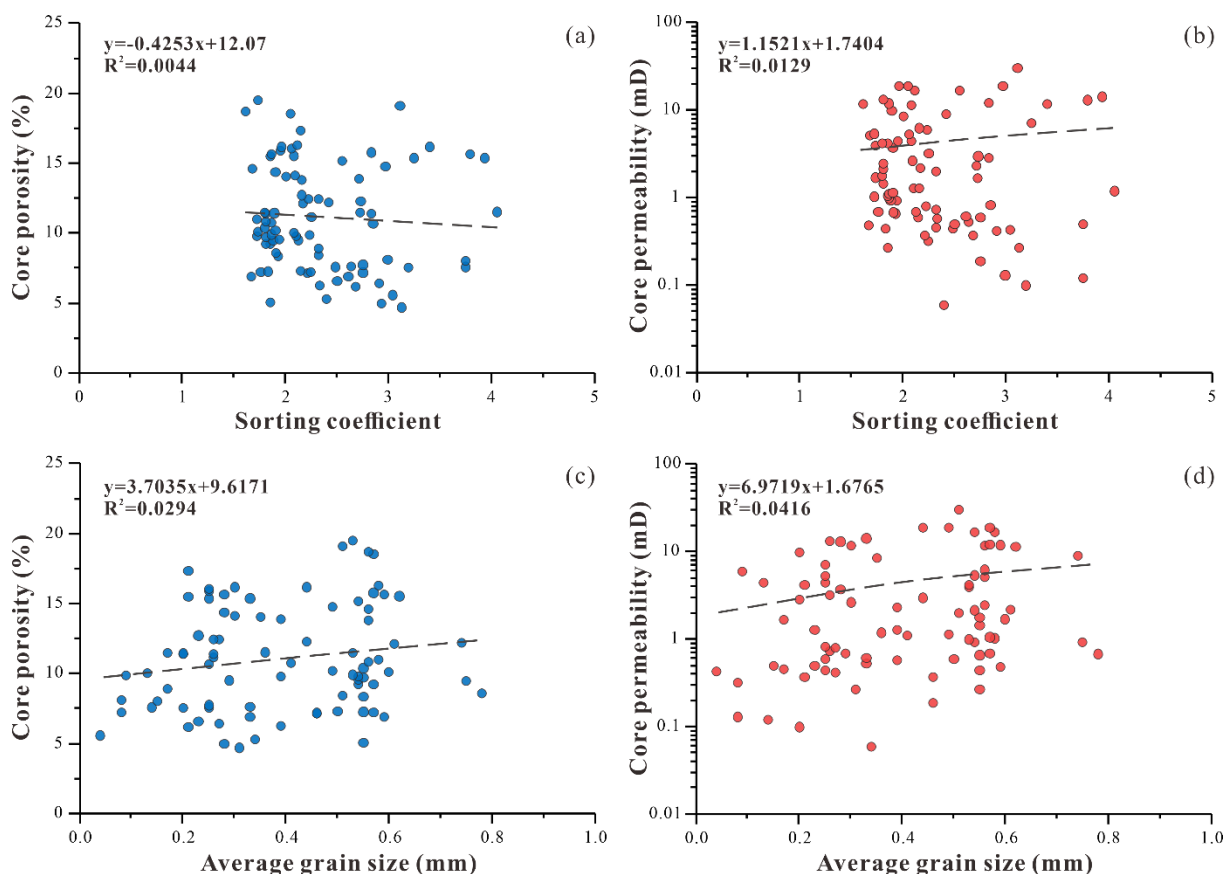 (a)
y=-0.4253x+12.07
R²=0.0044
Core porosity (%)
25
20
15
10
5
0
0 1 2 3 4 5
Sorting coefficient
(b)
y=1.1521x+1.7404
R²=0.0129
Core permeability (mD)
100
10
1
0.1
0.01
0 1 2 3 4 5
Sorting coefficient
(c)
y=3.7035x+9.6171
R²=0.0294
Core porosity (%)
25
20
15
10
5
0
0.0 0.2 0.4 0.6 0.8 1.0
Average grain size (mm)
(d)
y=6.9719x+1.6765
R²=0.0416
Core permeability (mD)
100
10
1
0.1
0.01
0.0 0.2 0.4 0.6 0.8 1.0
Average grain size (mm)